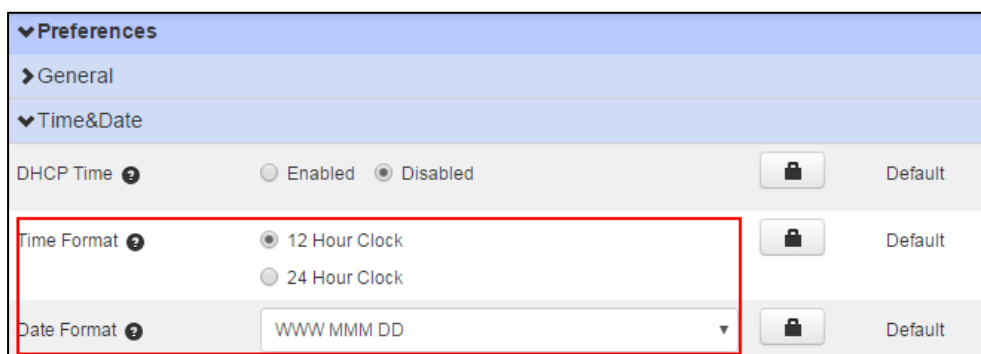 Preferences
General
Time&Date
DHCP Time ? Enabled Disabled Default
Time Format ? 12 Hour Clock Default
24 Hour Clock
Date Format ? WWW MMM DD Default